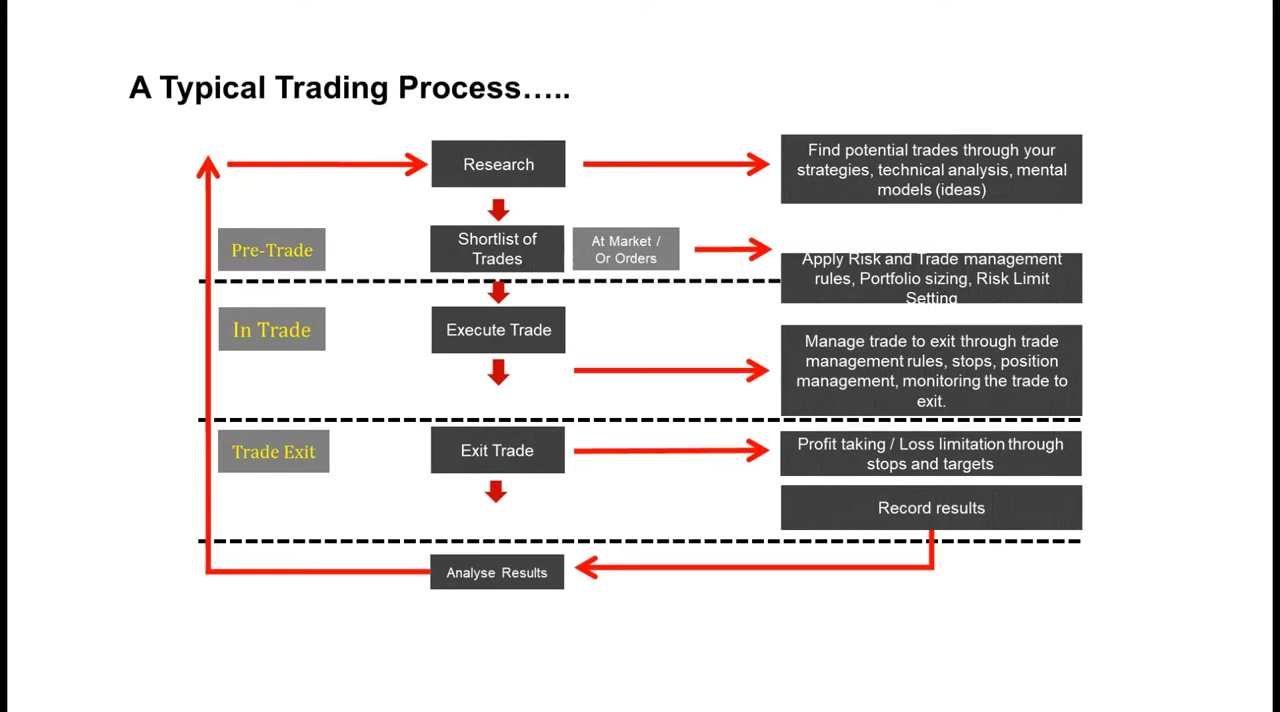 A Typical Trading Process…..
Research
Find potential trades through your
strategies, technical analysis, mental
models (ideas)
Pre-Trade
Shortlist of
Trades
At Market /
Or Orders
Apply Risk and Trade management
rules, Portfolio sizing, Risk Limit
Setting
In Trade
Execute Trade
Manage trade to exit through trade
management rules, stops, position
management, monitoring the trade to
exit.
Trade Exit
Exit Trade
Profit taking / Loss limitation through
stops and targets
Record results
Analyse Results